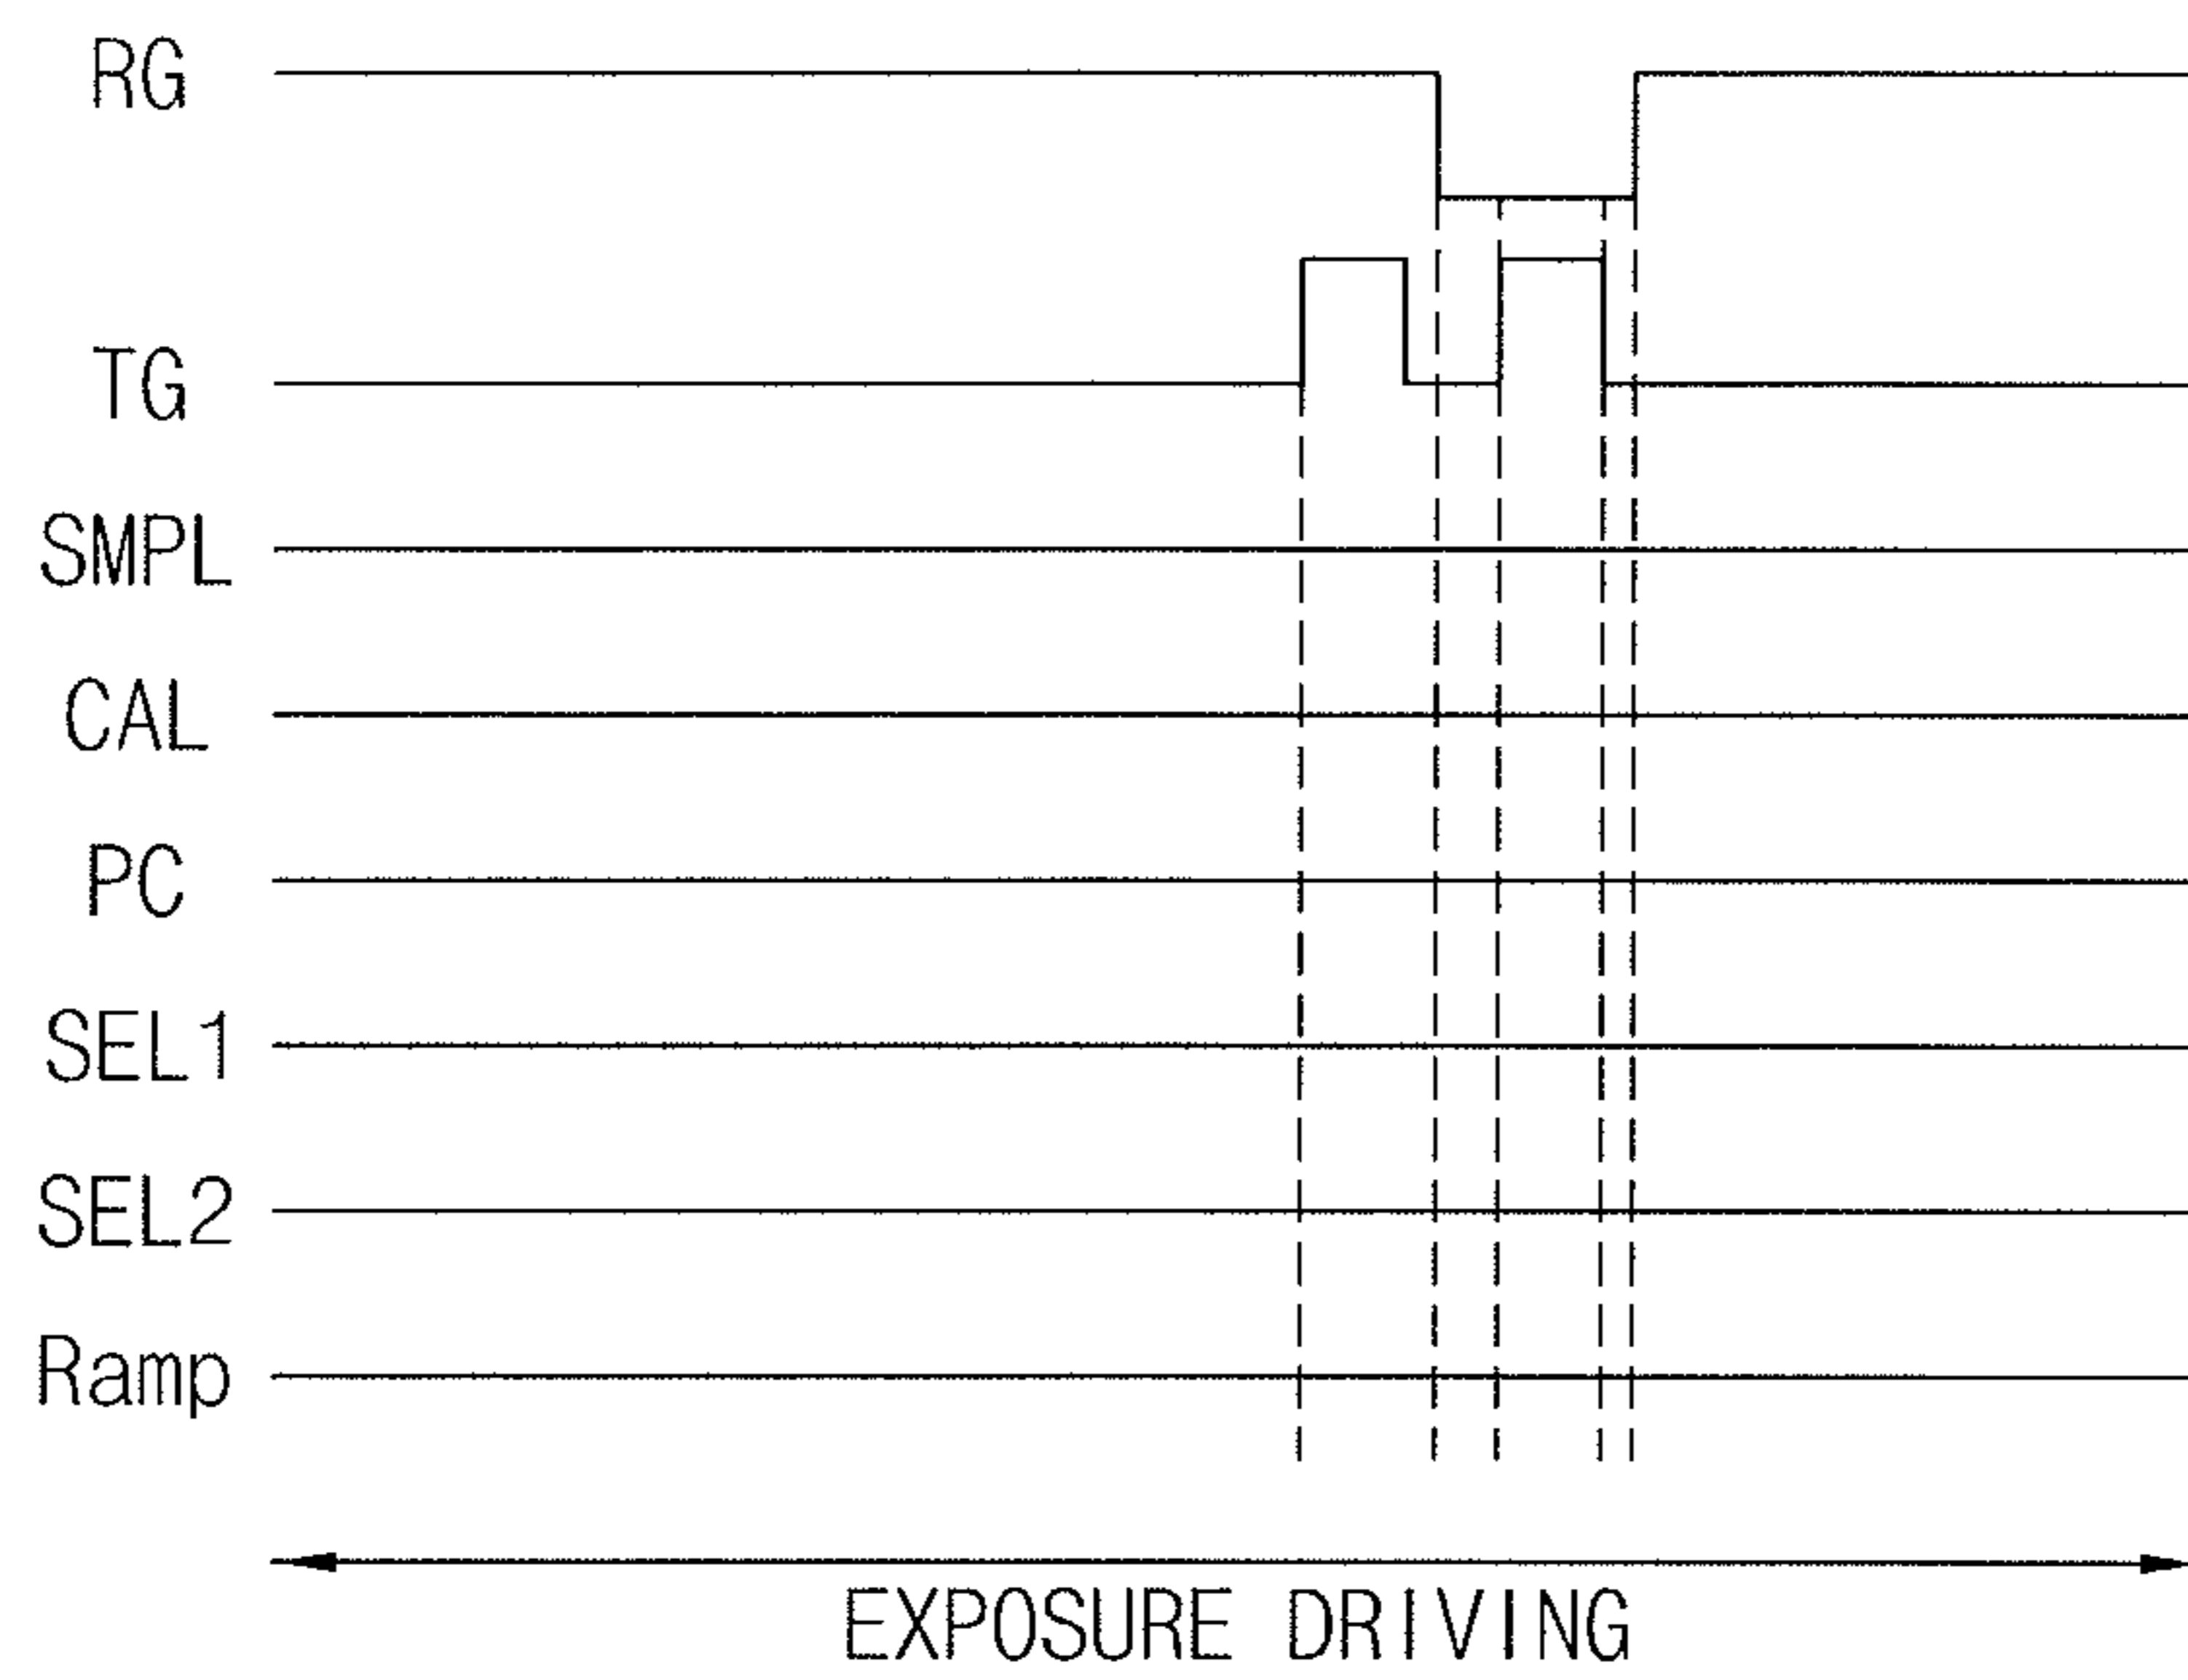 RG
TG
SMPL
CAL
PC
SEL1
SEL2
Ramp
EXPOSURE DRIVING